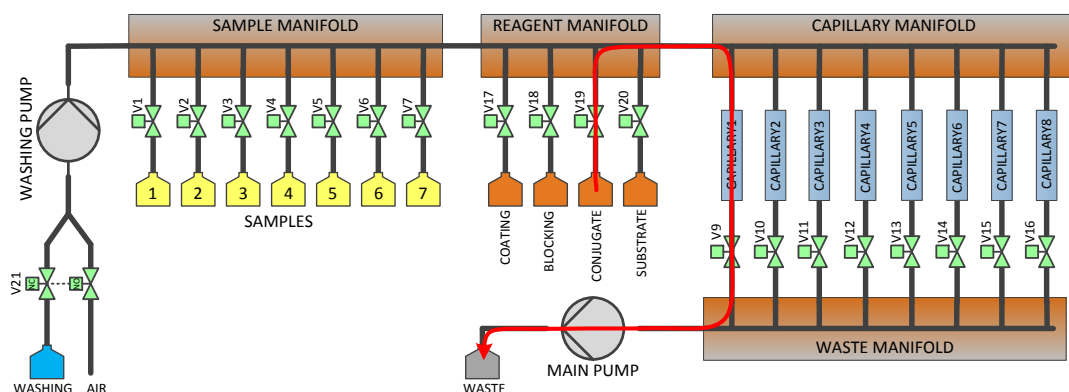 SAMPLE MANIFOLD
REAGENT MANIFOLD
CAPILLARY MANIFOLD
WASHING PUMP
V1
V2
V3
V4
V5
V6
V7
V17
V18
V19
V20
CAPILLARY1
CAPILLARY2
CAPILLARY3
CAPILLARY4
CAPILLARY5
CAPILLARY6
CAPILLARY7
CAPILLARY8
1
2
3
4
5
6
7
SAMPLES
COATING
BLOCKING
CONJUGATE
SUBSTRATE
V9
V10
V11
V12
V13
V14
V15
V16
V21
NC
NO
WASTE MANIFOLD
MAIN PUMP
WASHING
AIR
WASTE